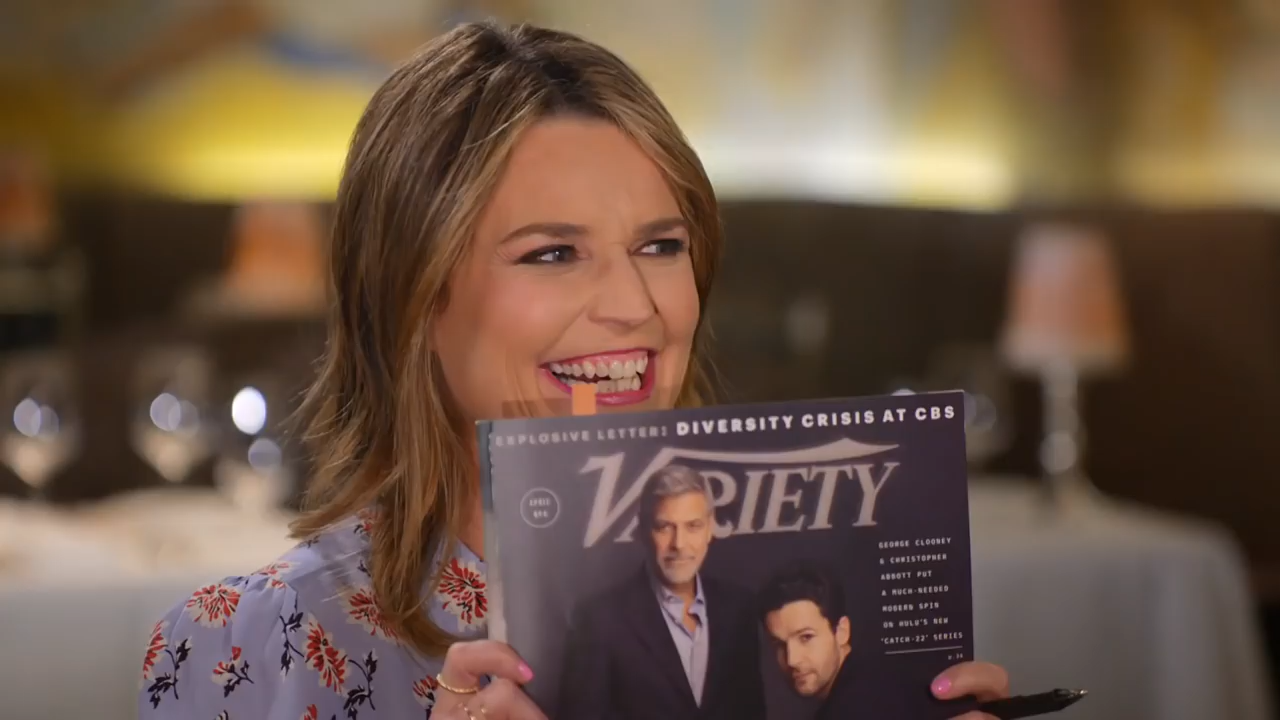 EXPLOSIVE LETTER: DIVERSITY CRISIS AT CBS
VARIETY
GEORGE CLOONEY
& CHRISTOPHER
ABBOTT PUT
A MUCH-NEEDED
MODERN SPIN
ON HULU'S NEW
'CATCH-22' SERIES